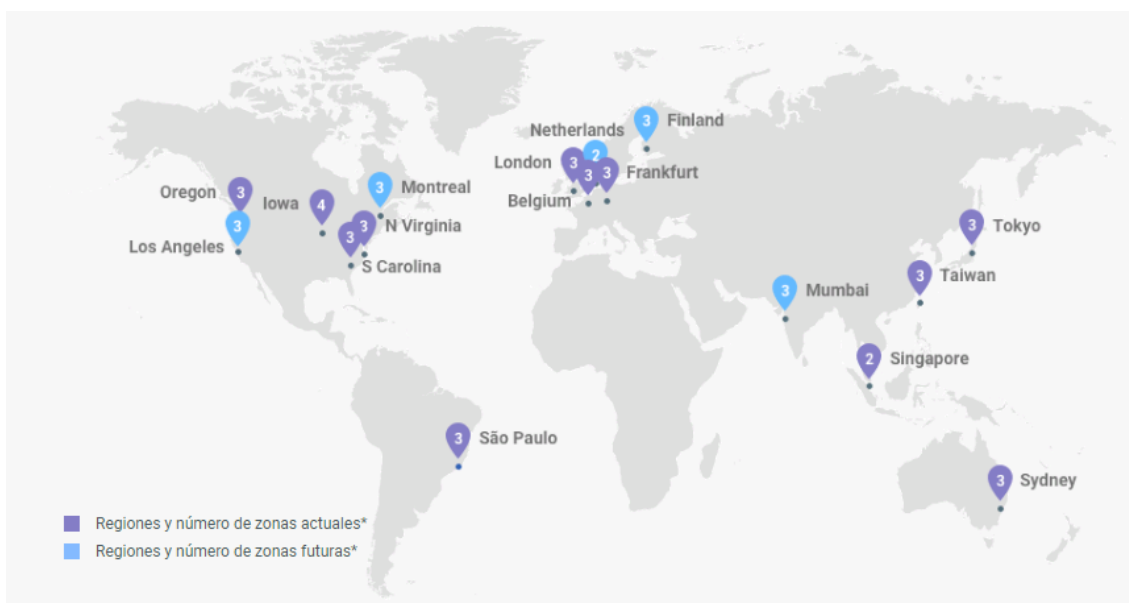 3 Finland
Netherlands
2
London 3
3
3 Frankfurt
Belgium
3 Montreal
Oregon 3
Iowa 4
3 N Virginia
Los Angeles 3
3 S Carolina
3 Tokyo
3 Taiwan
3 Mumbai
2 Singapore
3 São Paulo
3 Sydney
Regiones y número de zonas actuales*
Regiones y número de zonas futuras*